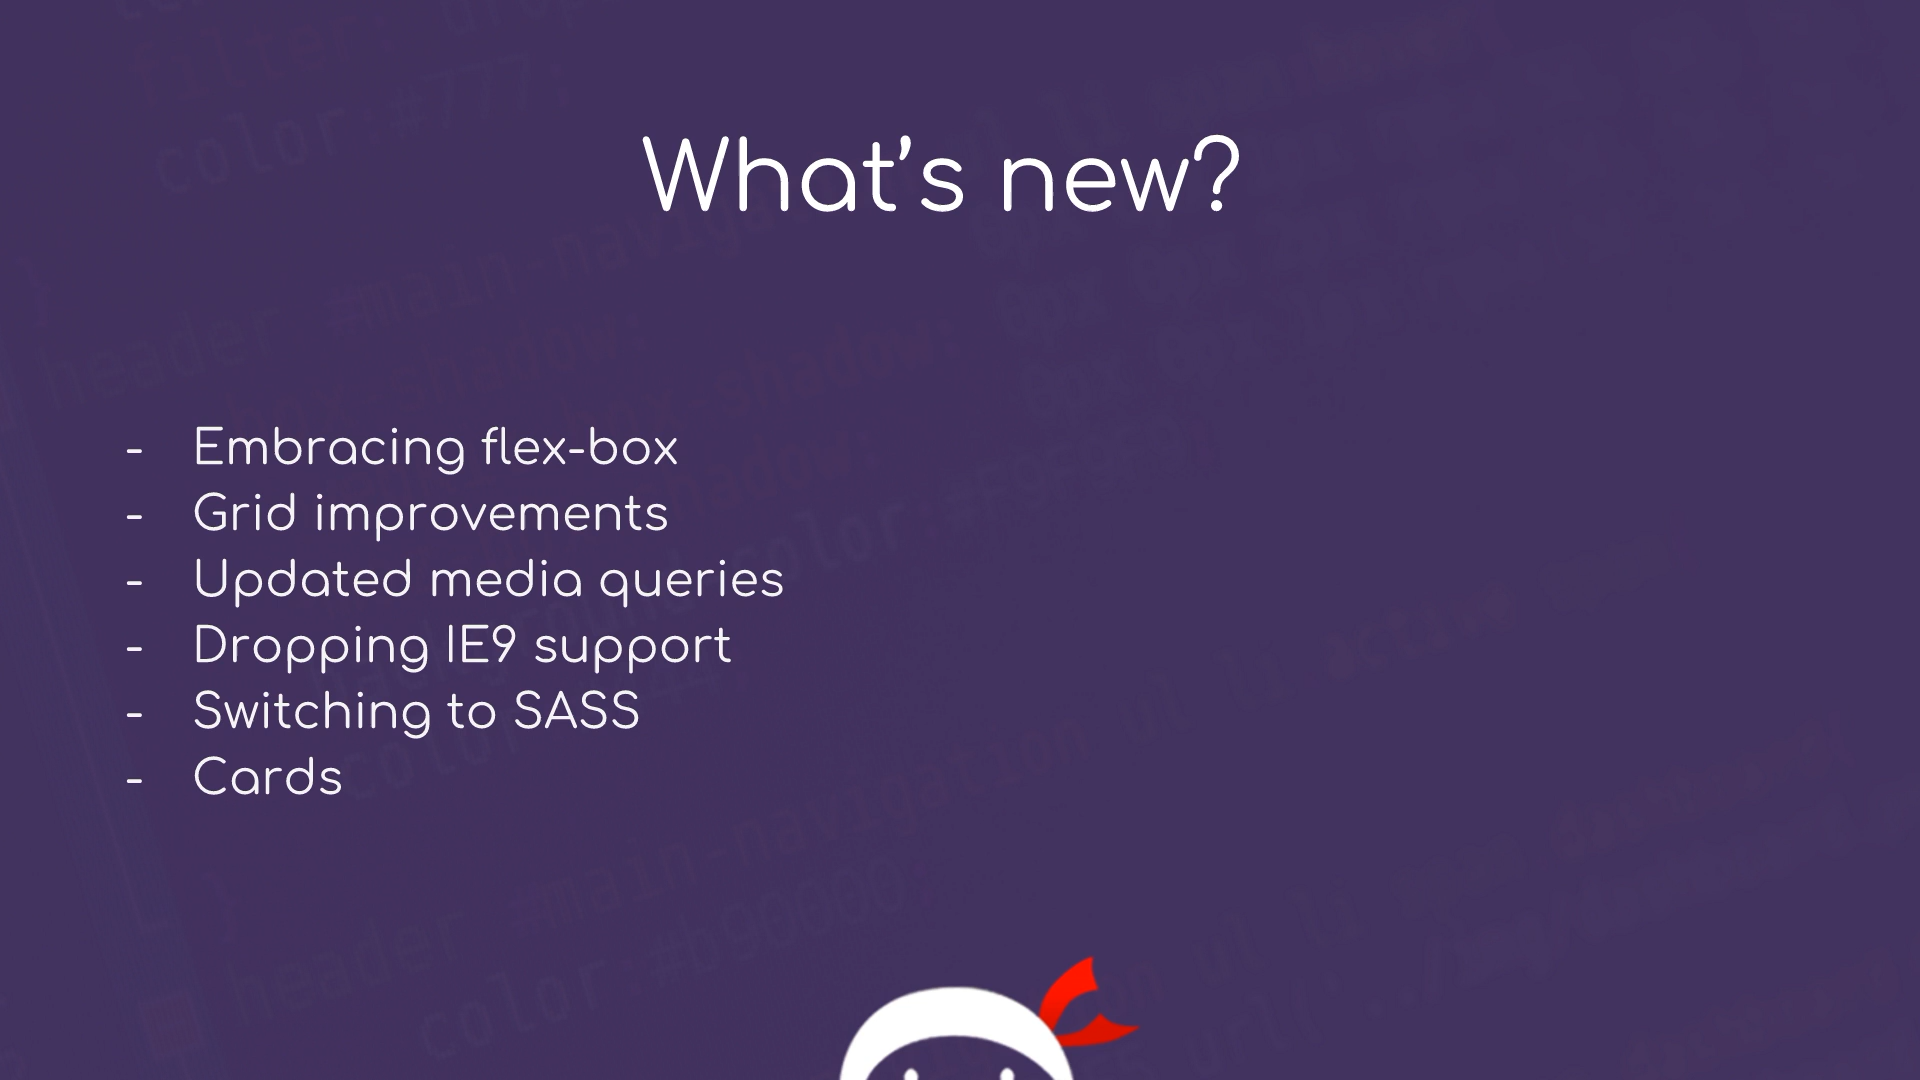 What’s new?
- Embracing flex-box
- Grid improvements
- Updated media queries
- Dropping IE9 support
- Switching to SASS
- Cards